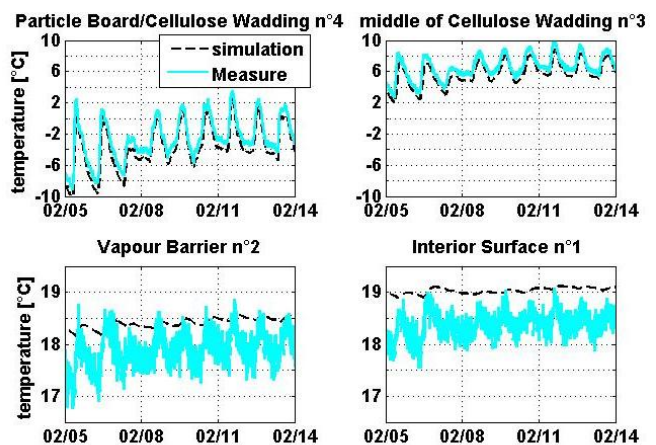 Particle Board/Cellulose Wadding n°4
middle of Cellulose Wadding n°3
simulation
Measure
temperature [°C]
10
6
2
-2
-6
-10
02/05 02/08 02/11 02/14
10
6
2
-2
-6
-10
02/05 02/08 02/11 02/14
Vapour Barrier n°2
Interior Surface n°1
temperature [°C]
19
18
17
02/05 02/08 02/11 02/14
19
18
17
02/05 02/08 02/11 02/14